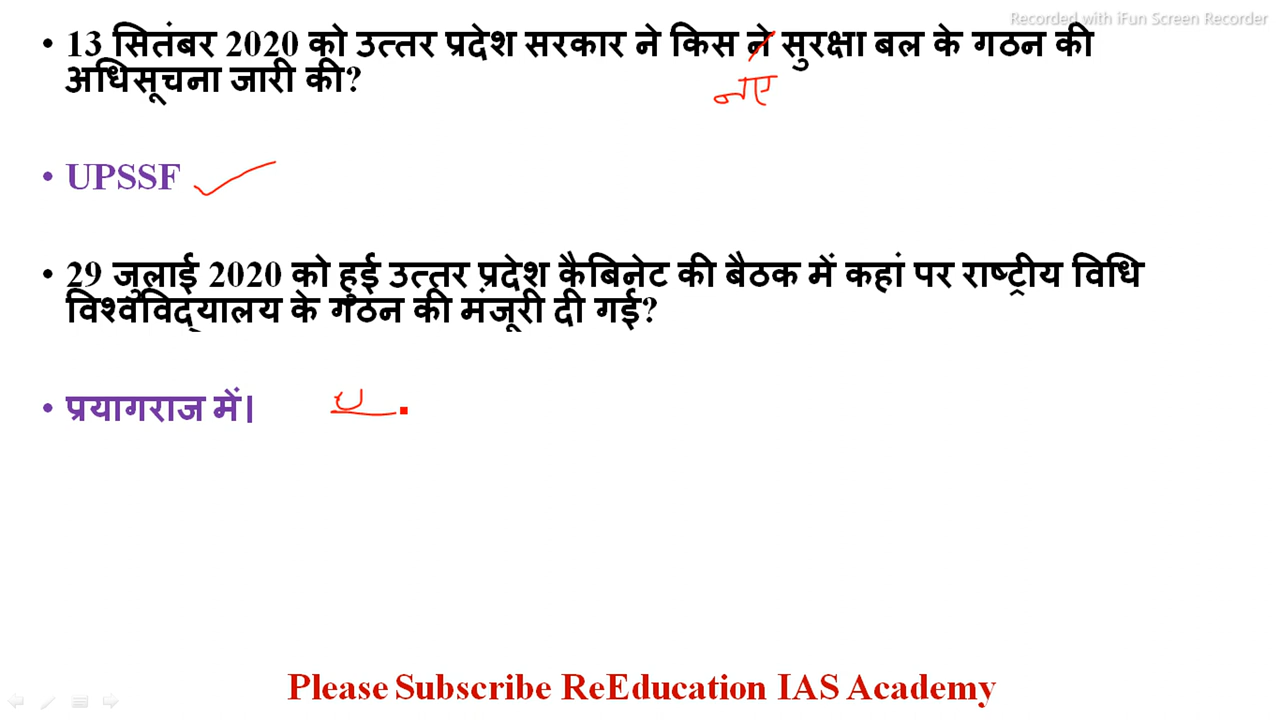 Recorded with iFun Screen Recorder
• 13 सितंबर 2020 को उत्तर प्रदेश सरकार ने किस ने सुरक्षा बल के गठन की
अधिसूचना जारी की?
नए
• UPSSF
• 29 जुलाई 2020 को हुई उत्तर प्रदेश कैबिनेट की बैठक में कहां पर राष्ट्रीय विधि
विश्वविद्यालय के गठन की मंजूरी दी गई?
• प्रयागराज में।
Please Subscribe ReEducation IAS Academy